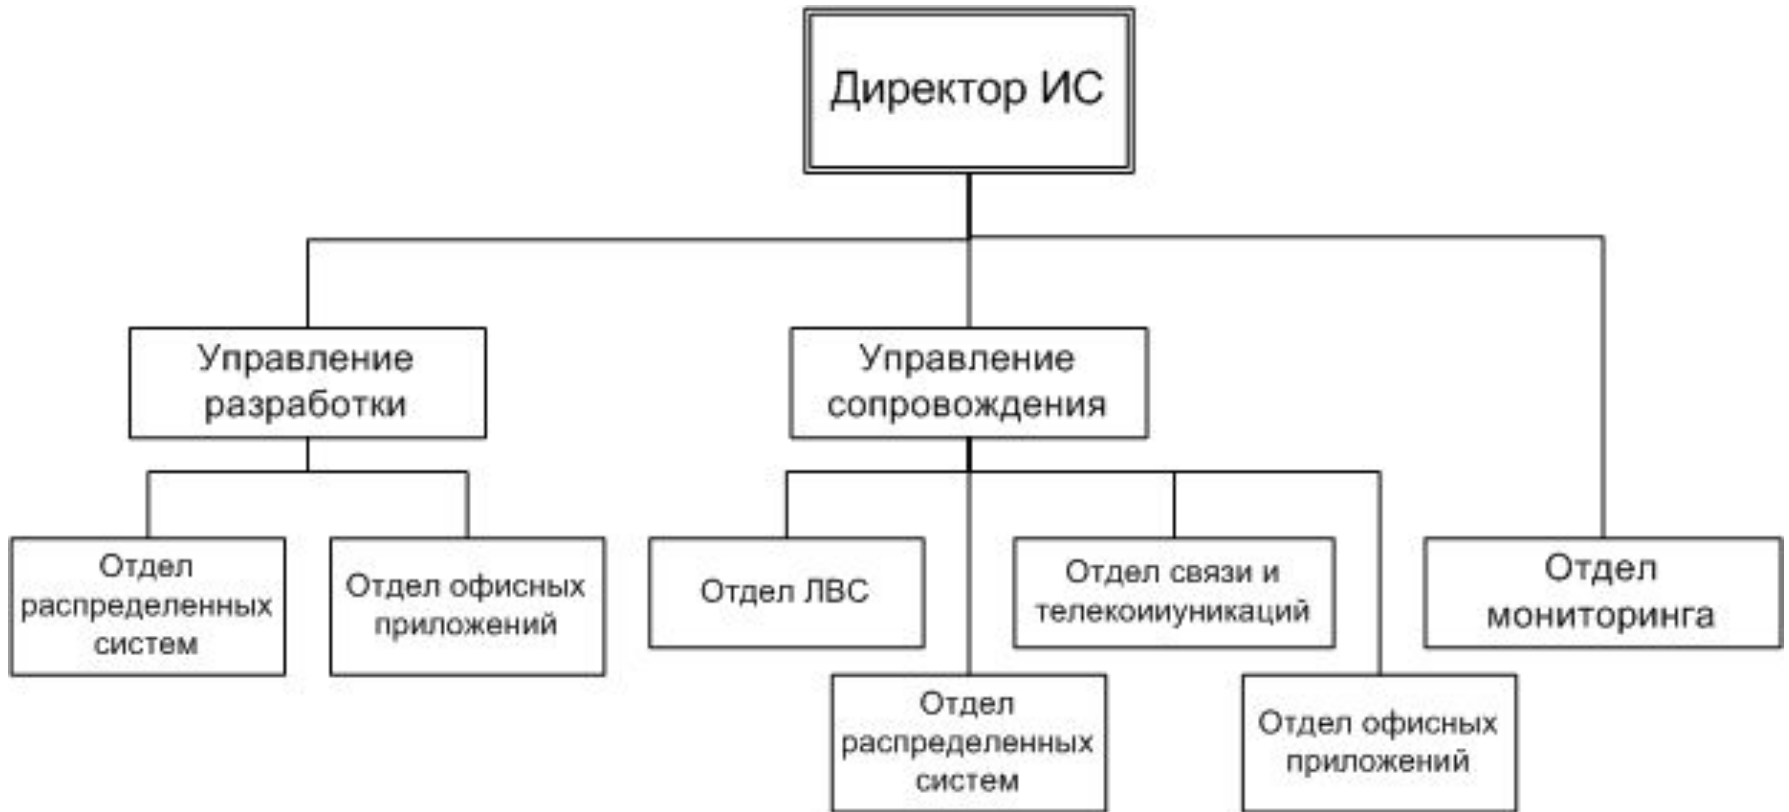 Директор ИС
Управление
разработки
Управление
сопровождения
Отдел
распределенных
систем
Отдел офисных
приложений
Отдел ЛВС
Отдел связи и
телекоииуникаций
Отдел
мониторинга
Отдел
распределенных
систем
Отдел офисных
приложений